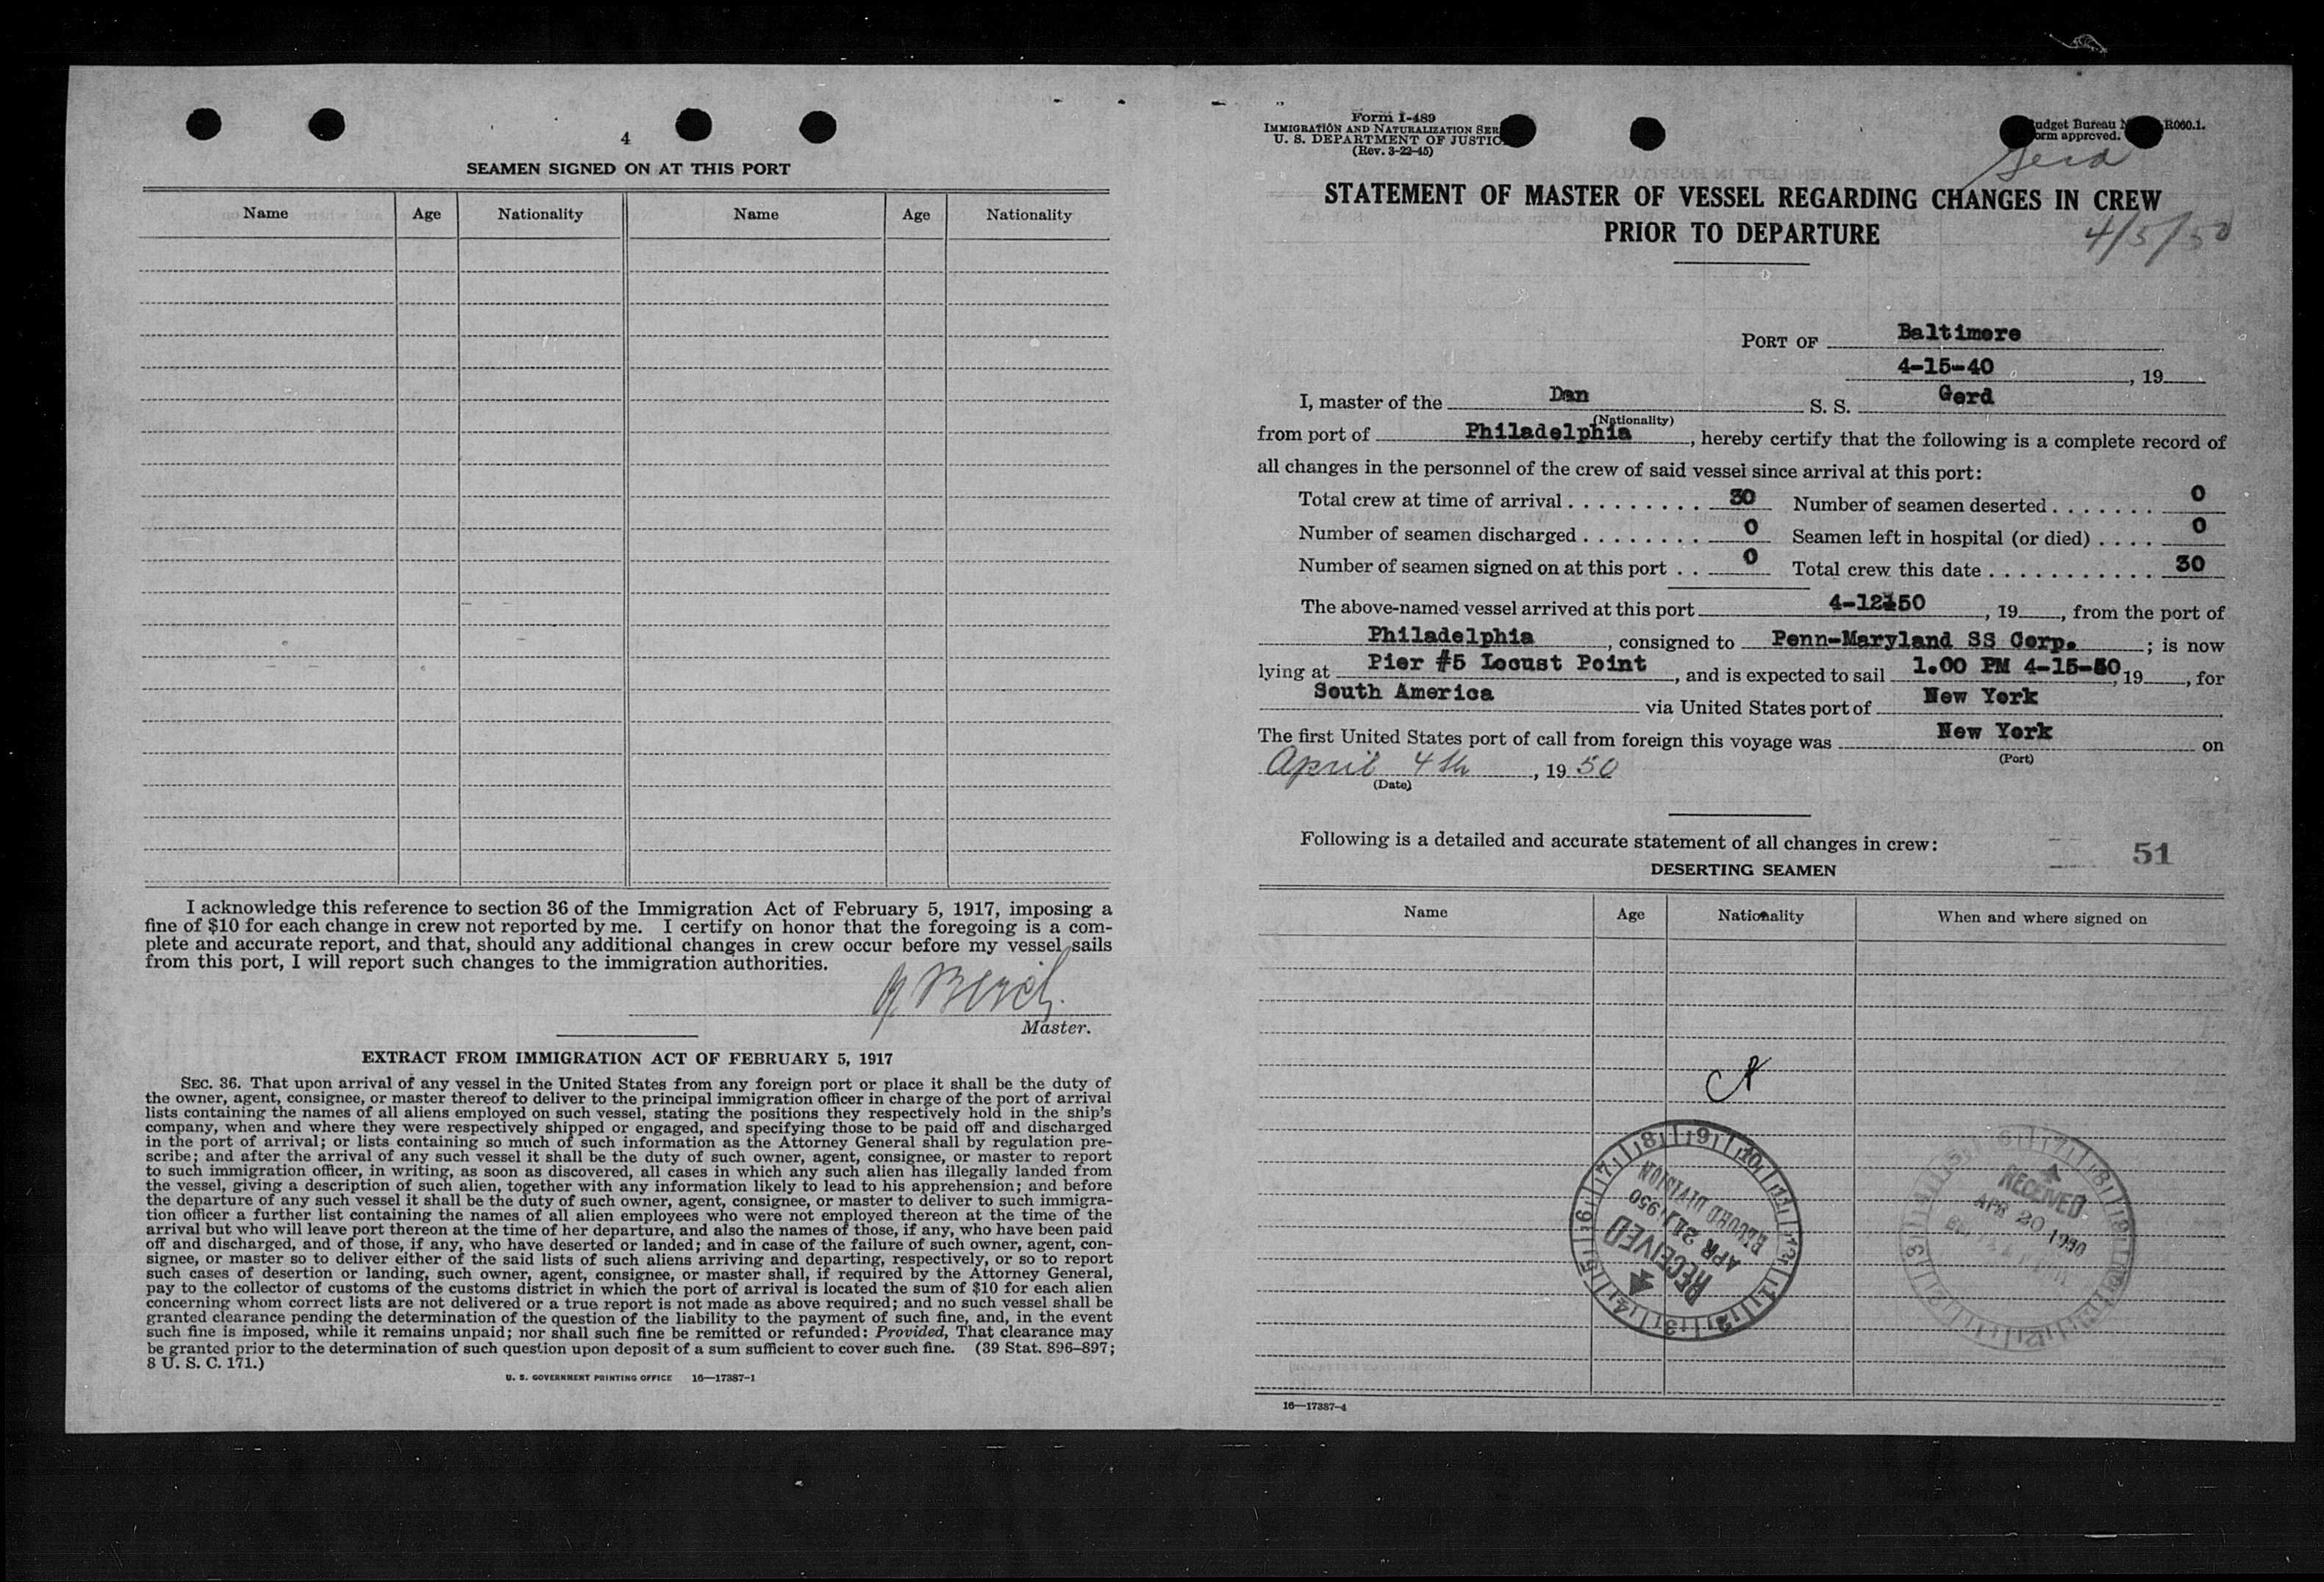 4
SEAMEN SIGNED ON AT THIS PORT
Name Age Nationality Name Age Nationality
I acknowledge this reference to section 36 of the Immigration Act of February 5, 1917, imposing a
fine of $10 for each change in crew not reported by me. I certify on honor that the foregoing is a com-
plete and accurate report, and that, should any additional changes in crew occur before my vessel sails
from this port, I will report such changes to the immigration authorities.
Master.
EXTRACT FROM IMMIGRATION ACT OF FEBRUARY 5, 1917
SEC. 36. That upon arrival of any vessel in the United States from any foreign port or place it shall be the duty of
the owner, agent, consignee, or master thereof to deliver to the principal immigration officer in charge of the port of arrival
lists containing the names of all aliens employed on such vessel, stating the positions they respectively hold in the ship's
company, when and where they were respectively shipped or engaged, and specifying those to be paid off and discharged
in the port of arrival; or lists containing so much of such information as the Attorney General shall by regulation pre-
scribe; and after the arrival of any such vessel it shall be the duty of such owner, agent, consignee, or master to report
to such immigration officer, in writing, as soon as discovered, all cases in which any such alien has illegally landed from
the vessel, giving a description of such alien, together with any information likely to lead to his apprehension; and before
the departure of any such vessel it shall be the duty of such owner, agent, consignee, or master to deliver to such immigra-
tion officer a further list containing the names of all alien employees who were not employed thereon at the time of the
arrival but who will leave port thereon at the time of her departure, and also the names of those, if any, who have been paid
off and discharged, and of those, if any, who have deserted or landed; and in case of the failure of such owner, agent, con-
signee, or master so to deliver either of the said lists of such aliens arriving and departing, respectively, or so to report
such cases of desertion or landing, such owner, agent, consignee, or master shall, if required by the Attorney General,
pay to the collector of customs of the customs district in which the port of arrival is located the sum of $10 for each alien
concerning whom correct lists are not delivered or a true report is not made as above required; and no such vessel shall be
granted clearance pending the determination of the question of the liability to the payment of such fine, and, in the event
such fine is imposed, while it remains unpaid; nor shall such fine be remitted or refunded: Provided, That clearance may
be granted prior to the determination of such question upon deposit of a sum sufficient to cover such fine. (39 Stat. 896–897;
8 U. S. C. 171.)
U. S. GOVERNMENT PRINTING OFFICE 16—17387-1
Form I-489
IMMIGRATION AND NATURALIZATION SER
U. S. DEPARTMENT OF JUSTIC
(Rev. 3-22-45)
udget Bureau N R060.1.
orm approved.
Gerd
STATEMENT OF MASTER OF VESSEL REGARDING CHANGES IN CREW
PRIOR TO DEPARTURE
4/5/50
PORT OF Baltimore
4-15-40 , 19
I, master of the Dan S. S. Gerd
(Nationality)
from port of Philadelphia , hereby certify that the following is a complete record of
all changes in the personnel of the crew of said vessel since arrival at this port:
Total crew at time of arrival . . . . . . . . . 30 Number of seamen deserted . . . . . . . 0
Number of seamen discharged . . . . . . . . 0 Seamen left in hospital (or died) . . . . 0
Number of seamen signed on at this port . . 0 Total crew this date . . . . . . . . . . . 30
The above-named vessel arrived at this port 4-12-50 , 19 , from the port of
Philadelphia , consigned to Penn-Maryland SS Corp. ; is now
lying at Pier #5 Locust Point , and is expected to sail 1.00 PM 4-15-50, 19 , for
South America via United States port of New York
The first United States port of call from foreign this voyage was New York on
(Port)
April 4th , 19 50
(Date)
Following is a detailed and accurate statement of all changes in crew:
51
DESERTING SEAMEN
Name Age Nationality When and where signed on
RECEIVED
APR 21 1950
RECORD DIVISION
RECEIVED
APR 20 1950
16—17387-4